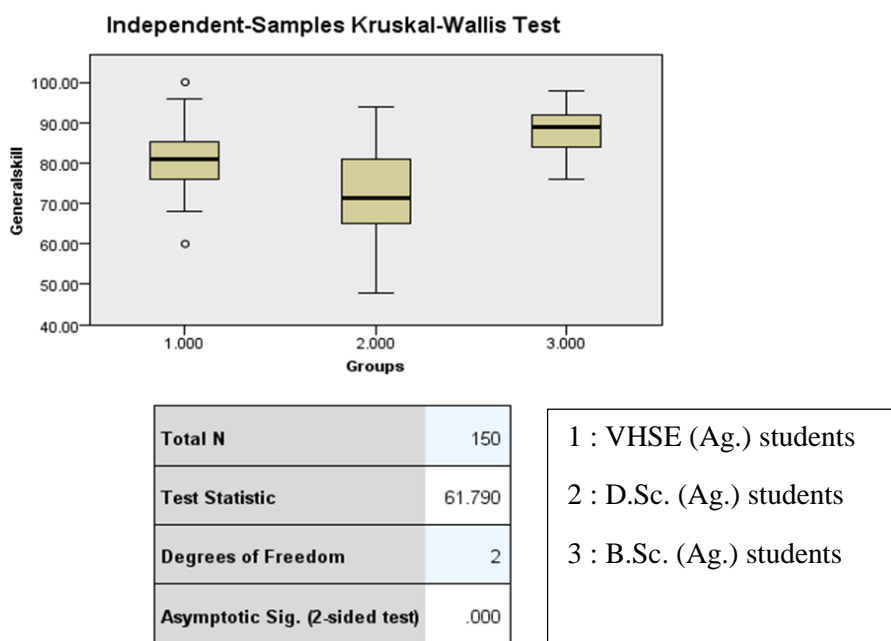 Independent-Samples Kruskal-Wallis Test
Generalskill
100.00
90.00
80.00
70.00
60.00
50.00
40.00
1.000 2.000 3.000
Groups
Total N 150
Test Statistic 61.790
Degrees of Freedom 2
Asymptotic Sig. (2-sided test) .000
1 : VHSE (Ag.) students
2 : D.Sc. (Ag.) students
3 : B.Sc. (Ag.) students